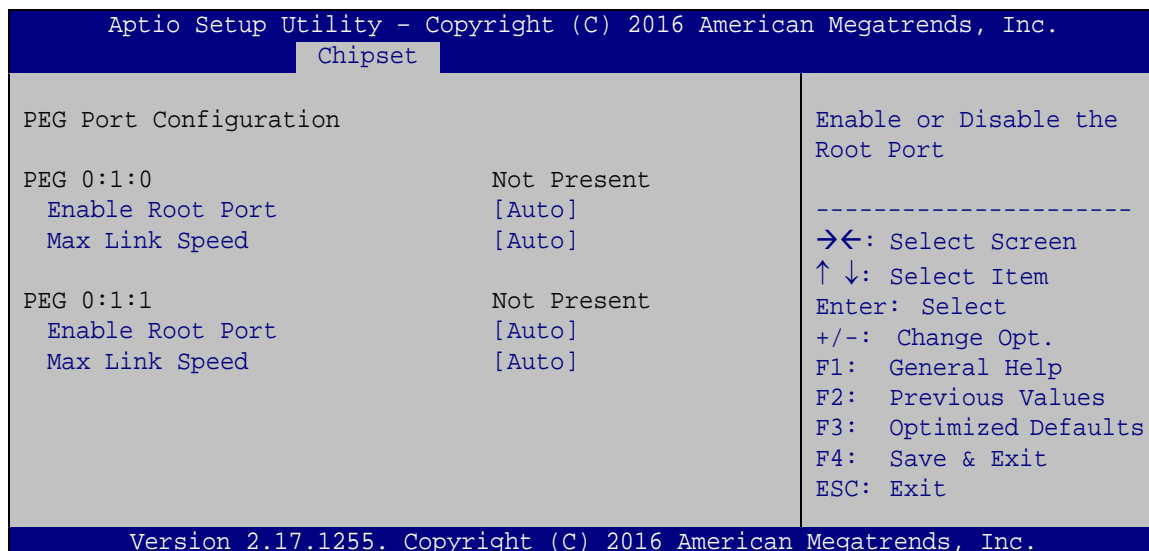 Aptio Setup Utility – Copyright (C) 2016 American Megatrends, Inc.
Chipset
PEG Port Configuration
PEG 0:1:0 Not Present
Enable Root Port [Auto]
Max Link Speed [Auto]
PEG 0:1:1 Not Present
Enable Root Port [Auto]
Max Link Speed [Auto]
Enable or Disable the
Root Port
----------------------
→←: Select Screen
↑ ↓: Select Item
Enter: Select
+/-: Change Opt.
F1: General Help
F2: Previous Values
F3: Optimized Defaults
F4: Save & Exit
ESC: Exit
Version 2.17.1255. Copyright (C) 2016 American Megatrends, Inc.